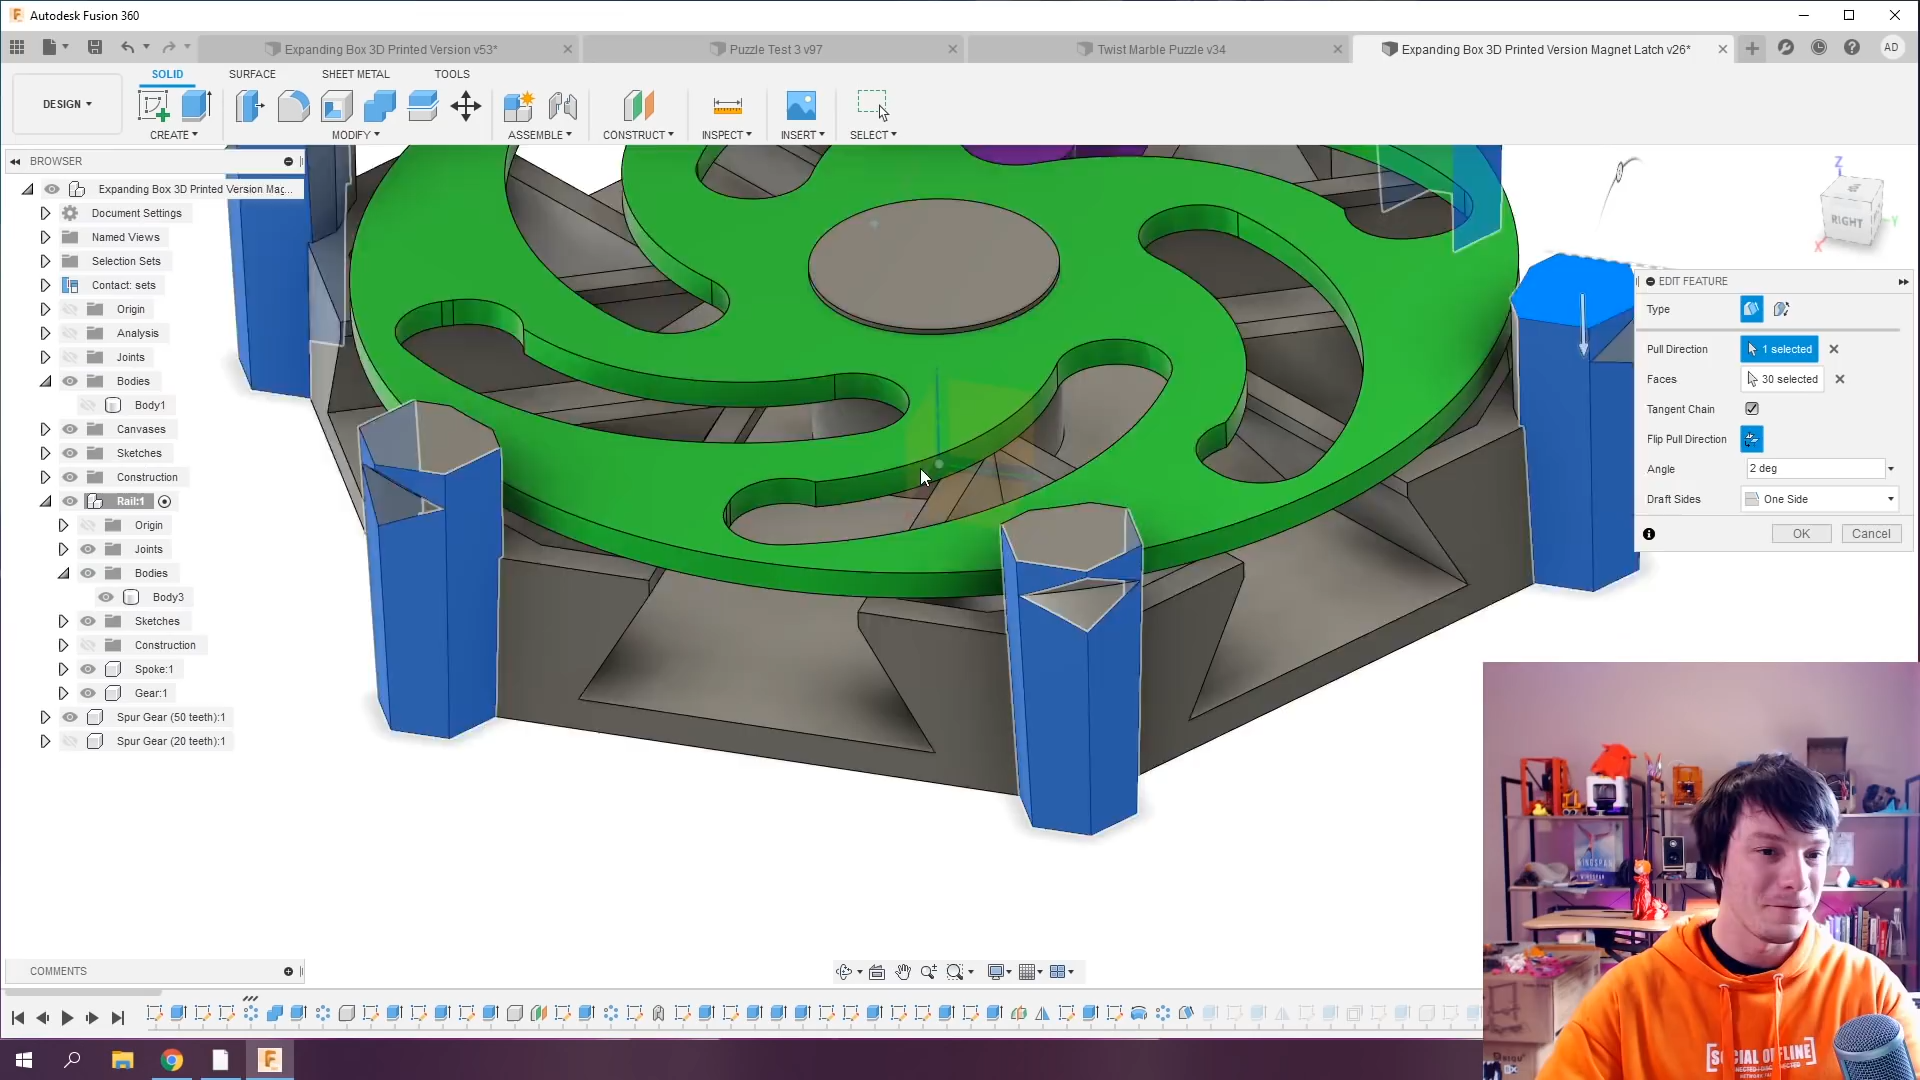 Autodesk Fusion 360
Expanding Box 3D Printed Version v53*
Puzzle Test 3 v97
Twist Marble Puzzle v34
Expanding Box 3D Printed Version Magnet Latch v26*
AD
SOLID
SURFACE
SHEET METAL
TOOLS
DESIGN
CREATE
MODIFY
ASSEMBLE
CONSTRUCT
INSPECT
INSERT
SELECT
BROWSER
Expanding Box 3D Printed Version Mag...
Document Settings
Named Views
Selection Sets
Contact: sets
Origin
Analysis
Joints
Bodies
Body1
Canvases
Sketches
Construction
Rail:1
Origin
Joints
Bodies
Body3
Sketches
Construction
Spoke:1
Gear:1
Spur Gear (50 teeth):1
Spur Gear (20 teeth):1
Z
RIGHT
Y
X
EDIT FEATURE
Type
Pull Direction
1 selected
Faces
30 selected
Tangent Chain
Flip Pull Direction
Angle
2 deg
Draft Sides
One Side
OK
Cancel
COMMENTS
WINGSPAN